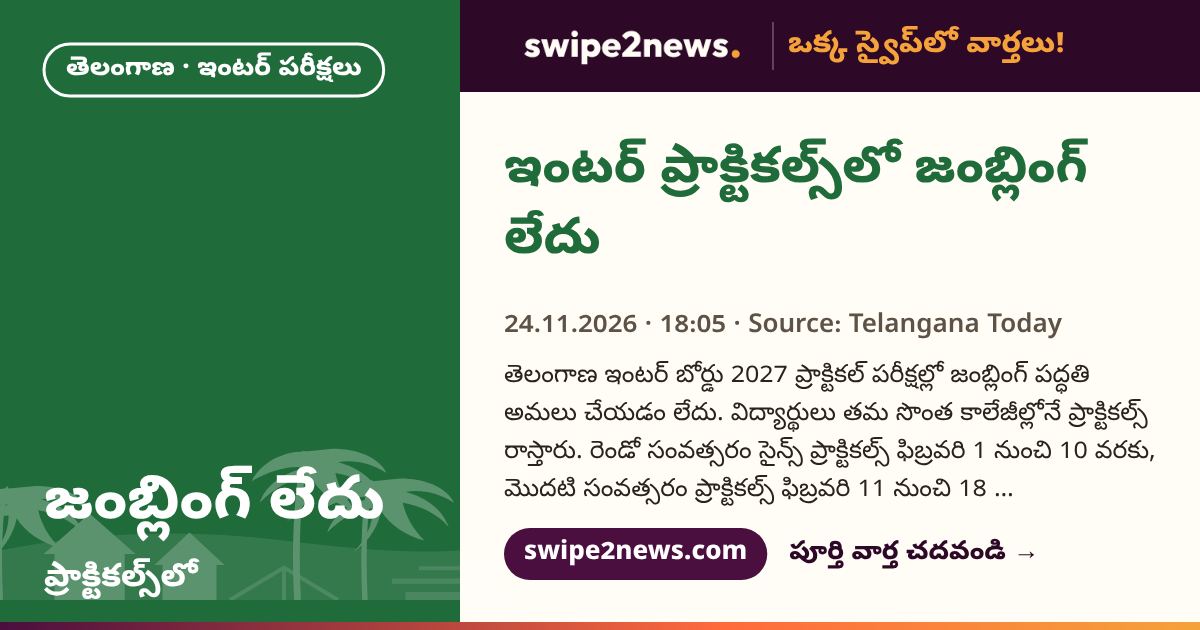 తెలంగాణ · ఇంటర్ పరీక్షలు
జంబ్లింగ్ లేదు
ప్రాక్టికల్స్‌లో
swipe2news.
ఒక్క స్వైప్‌లో వార్తలు!
ఇంటర్ ప్రాక్టికల్స్‌లో జంబ్లింగ్
లేదు
24.11.2026 · 18:05 · Source: Telangana Today
తెలంగాణ ఇంటర్ బోర్డు 2027 ప్రాక్టికల్ పరీక్షల్లో జంబ్లింగ్ పద్ధతి
అమలు చేయడం లేదు. విద్యార్థులు తమ సొంత కాలేజీల్లోనే ప్రాక్టికల్స్
రాస్తారు. రెండో సంవత్సరం సైన్స్ ప్రాక్టికల్స్ ఫిబ్రవరి 1 నుంచి 10 వరకు,
మొదటి సంవత్సరం ప్రాక్టికల్స్ ఫిబ్రవరి 11 నుంచి 18 ...
swipe2news.com
పూర్తి వార్త చదవండి →